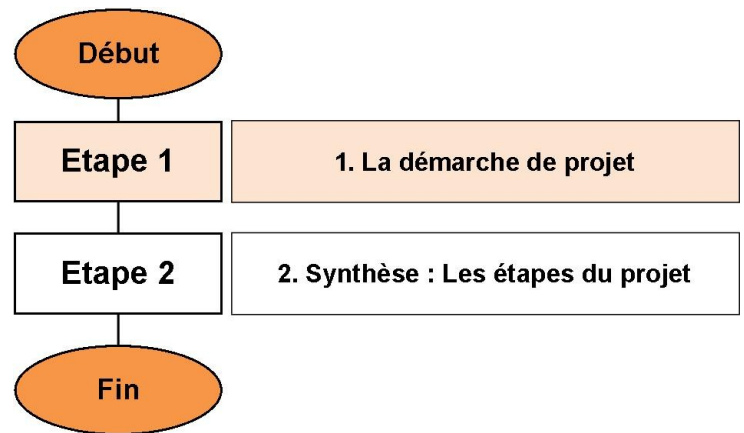 Début
Etape 1
1. La démarche de projet
Etape 2
2. Synthèse : Les étapes du projet
Fin